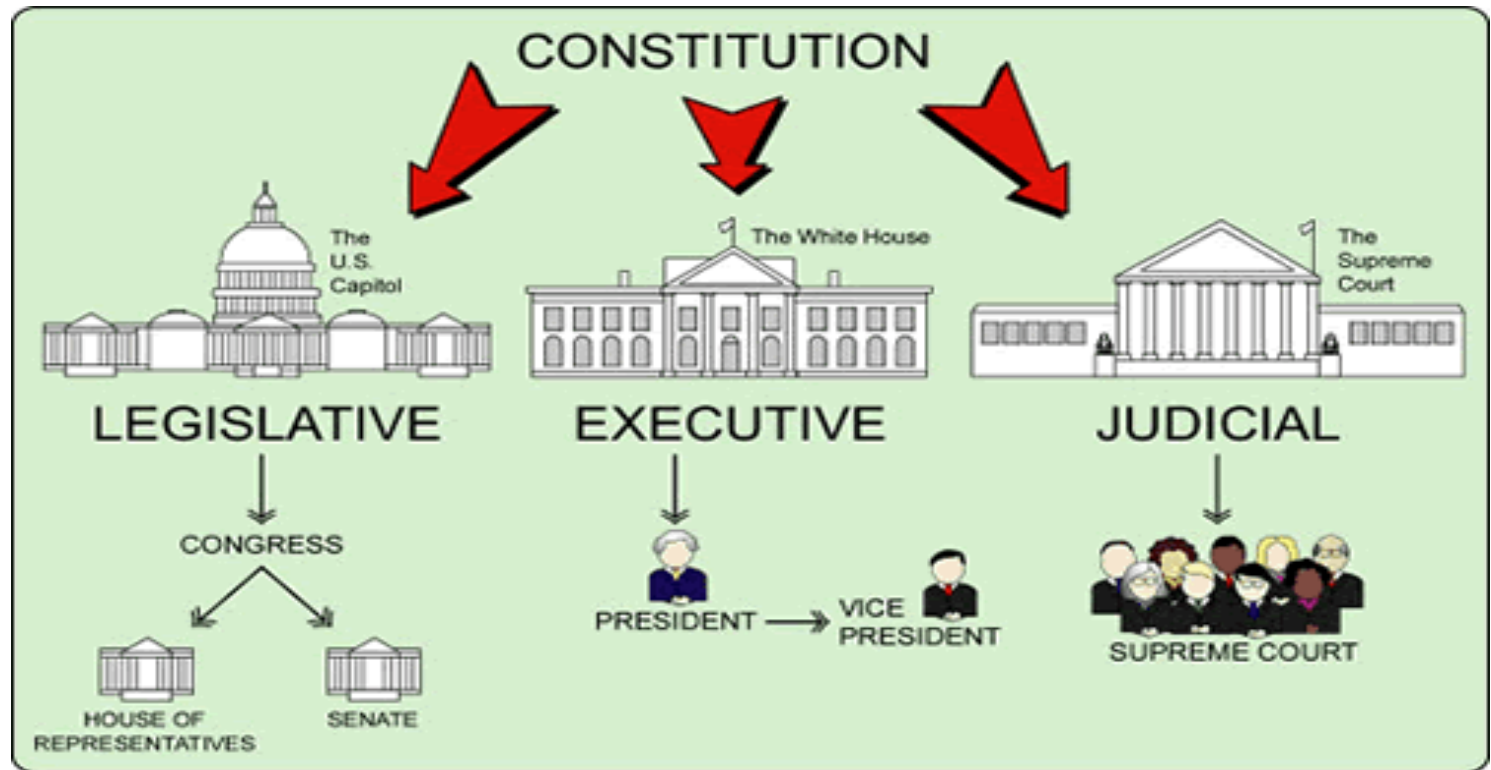 CONSTITUTION
The
U.S.
Capitol
The White House
The
Supreme
Court
LEGISLATIVE
EXECUTIVE
JUDICIAL
CONGRESS
HOUSE OF
REPRESENTATIVES
SENATE
PRESIDENT
VICE
PRESIDENT
SUPREME COURT